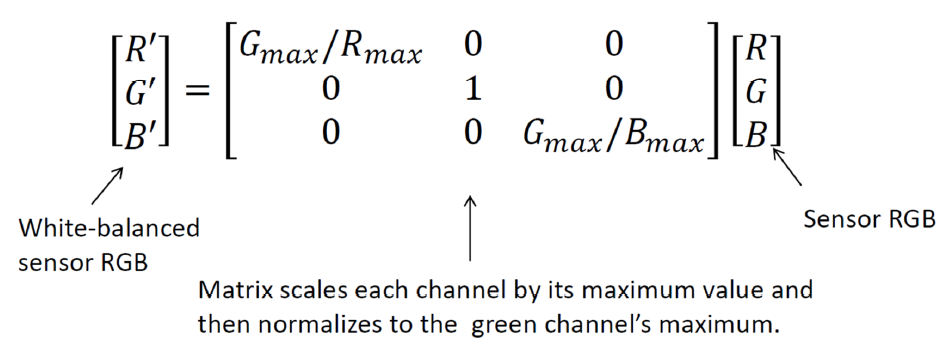 [R′] = [G_max/R_max 0 0] [R]
[G′] = [0 1 0] [G]
[B′] = [0 0 G_max/B_max] [B]
White-balanced
sensor RGB
Sensor RGB
Matrix scales each channel by its maximum value and
then normalizes to the green channel’s maximum.